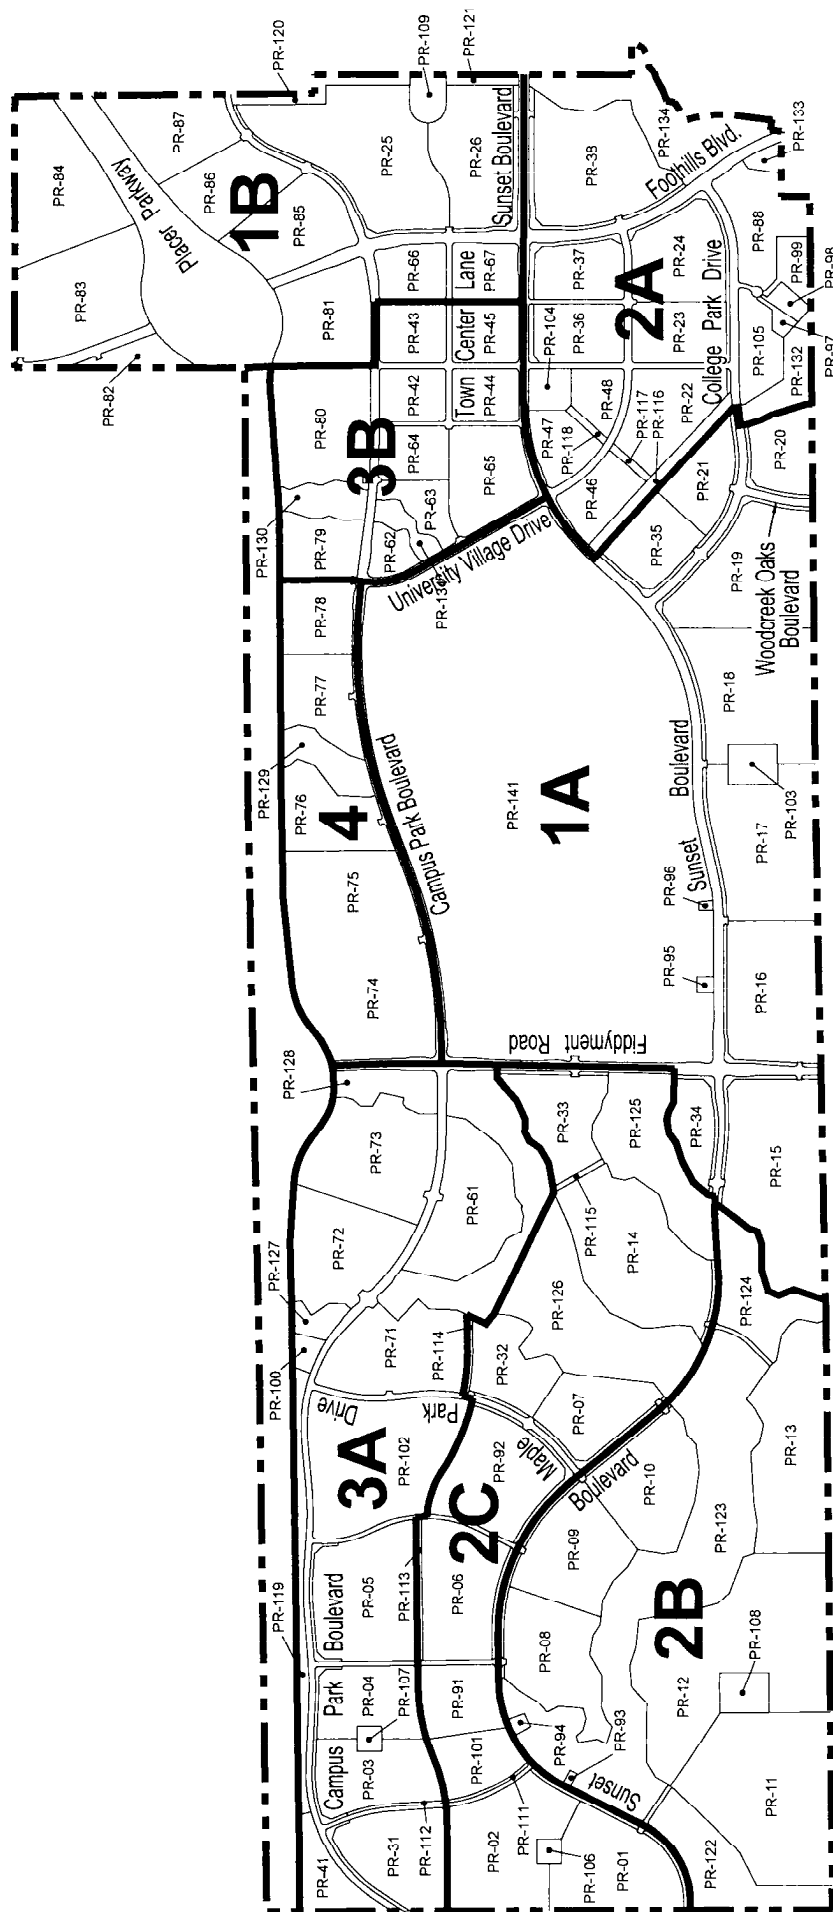 PR-120
PR-109
PR-121
PR-84
PR-87
Placer Parkway
PR-86
1B
PR-25
PR-26
Sunset Boulevard
PR-38
PR-134
Foothills Blvd.
PR-133
PR-83
PR-85
PR-82
PR-81
PR-66
Lane
PR-67
PR-37
2A
PR-24
PR-88
PR-99
PR-98
PR-97
PR-43
Center
PR-45
PR-104
PR-36
PR-23
College Park Drive
PR-105
PR-132
PR-80
PR-42
Town
PR-44
PR-48
PR-117
PR-116
PR-22
3B
PR-64
PR-47
PR-118
PR-20
PR-130
PR-63
PR-65
PR-46
PR-21
PR-79
PR-62
University Village Drive
PR-35
PR-19
Woodcreek Oaks
Boulevard
PR-78
PR-77
PR-18
PR-129
PR-76
4
Campus Park Boulevard
PR-141
1A
Boulevard
PR-103
PR-17
PR-75
PR-96
Sunset
PR-95
PR-74
PR-16
Fiddyment Road
PR-128
PR-73
PR-33
PR-125
PR-34
PR-15
PR-61
PR-115
PR-14
PR-72
PR-127
PR-126
PR-124
PR-100
PR-71
PR-114
PR-32
Drive
Park
PR-07
3A
PR-102
PR-92
Maple
Boulevard
PR-10
PR-13
2C
PR-123
PR-119
Boulevard
PR-05
PR-113
PR-06
PR-09
2B
PR-08
PR-108
Park
PR-04
PR-107
PR-91
PR-12
PR-94
PR-93
Campus
PR-03
PR-101
Sunset
PR-11
PR-111
PR-112
PR-41
PR-31
PR-02
PR-106
PR-01
PR-122